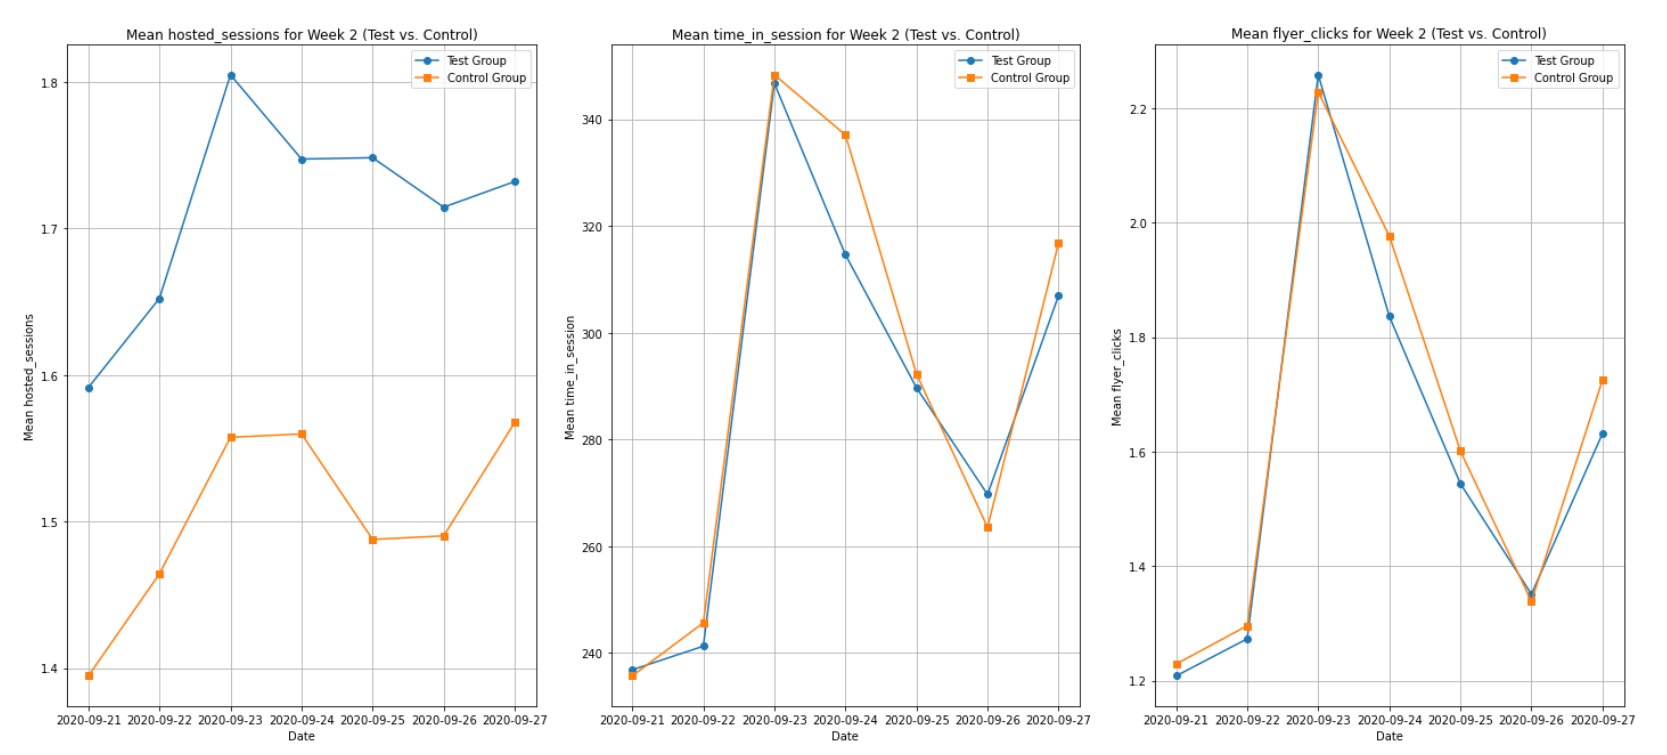 Mean hosted_sessions for Week 2 (Test vs. Control)
Test Group
Control Group
1.8
1.7
1.6
1.5
1.4
Mean hosted_sessions
2020-09-21 2020-09-22 2020-09-23 2020-09-24 2020-09-25 2020-09-26 2020-09-27
Date
Mean time_in_session for Week 2 (Test vs. Control)
Test Group
Control Group
340
320
300
280
260
240
Mean time_in_session
2020-09-21 2020-09-22 2020-09-23 2020-09-24 2020-09-25 2020-09-26 2020-09-27
Date
Mean flyer_clicks for Week 2 (Test vs. Control)
Test Group
Control Group
2.2
2.0
1.8
1.6
1.4
1.2
Mean flyer_clicks
2020-09-21 2020-09-22 2020-09-23 2020-09-24 2020-09-25 2020-09-26 2020-09-27
Date